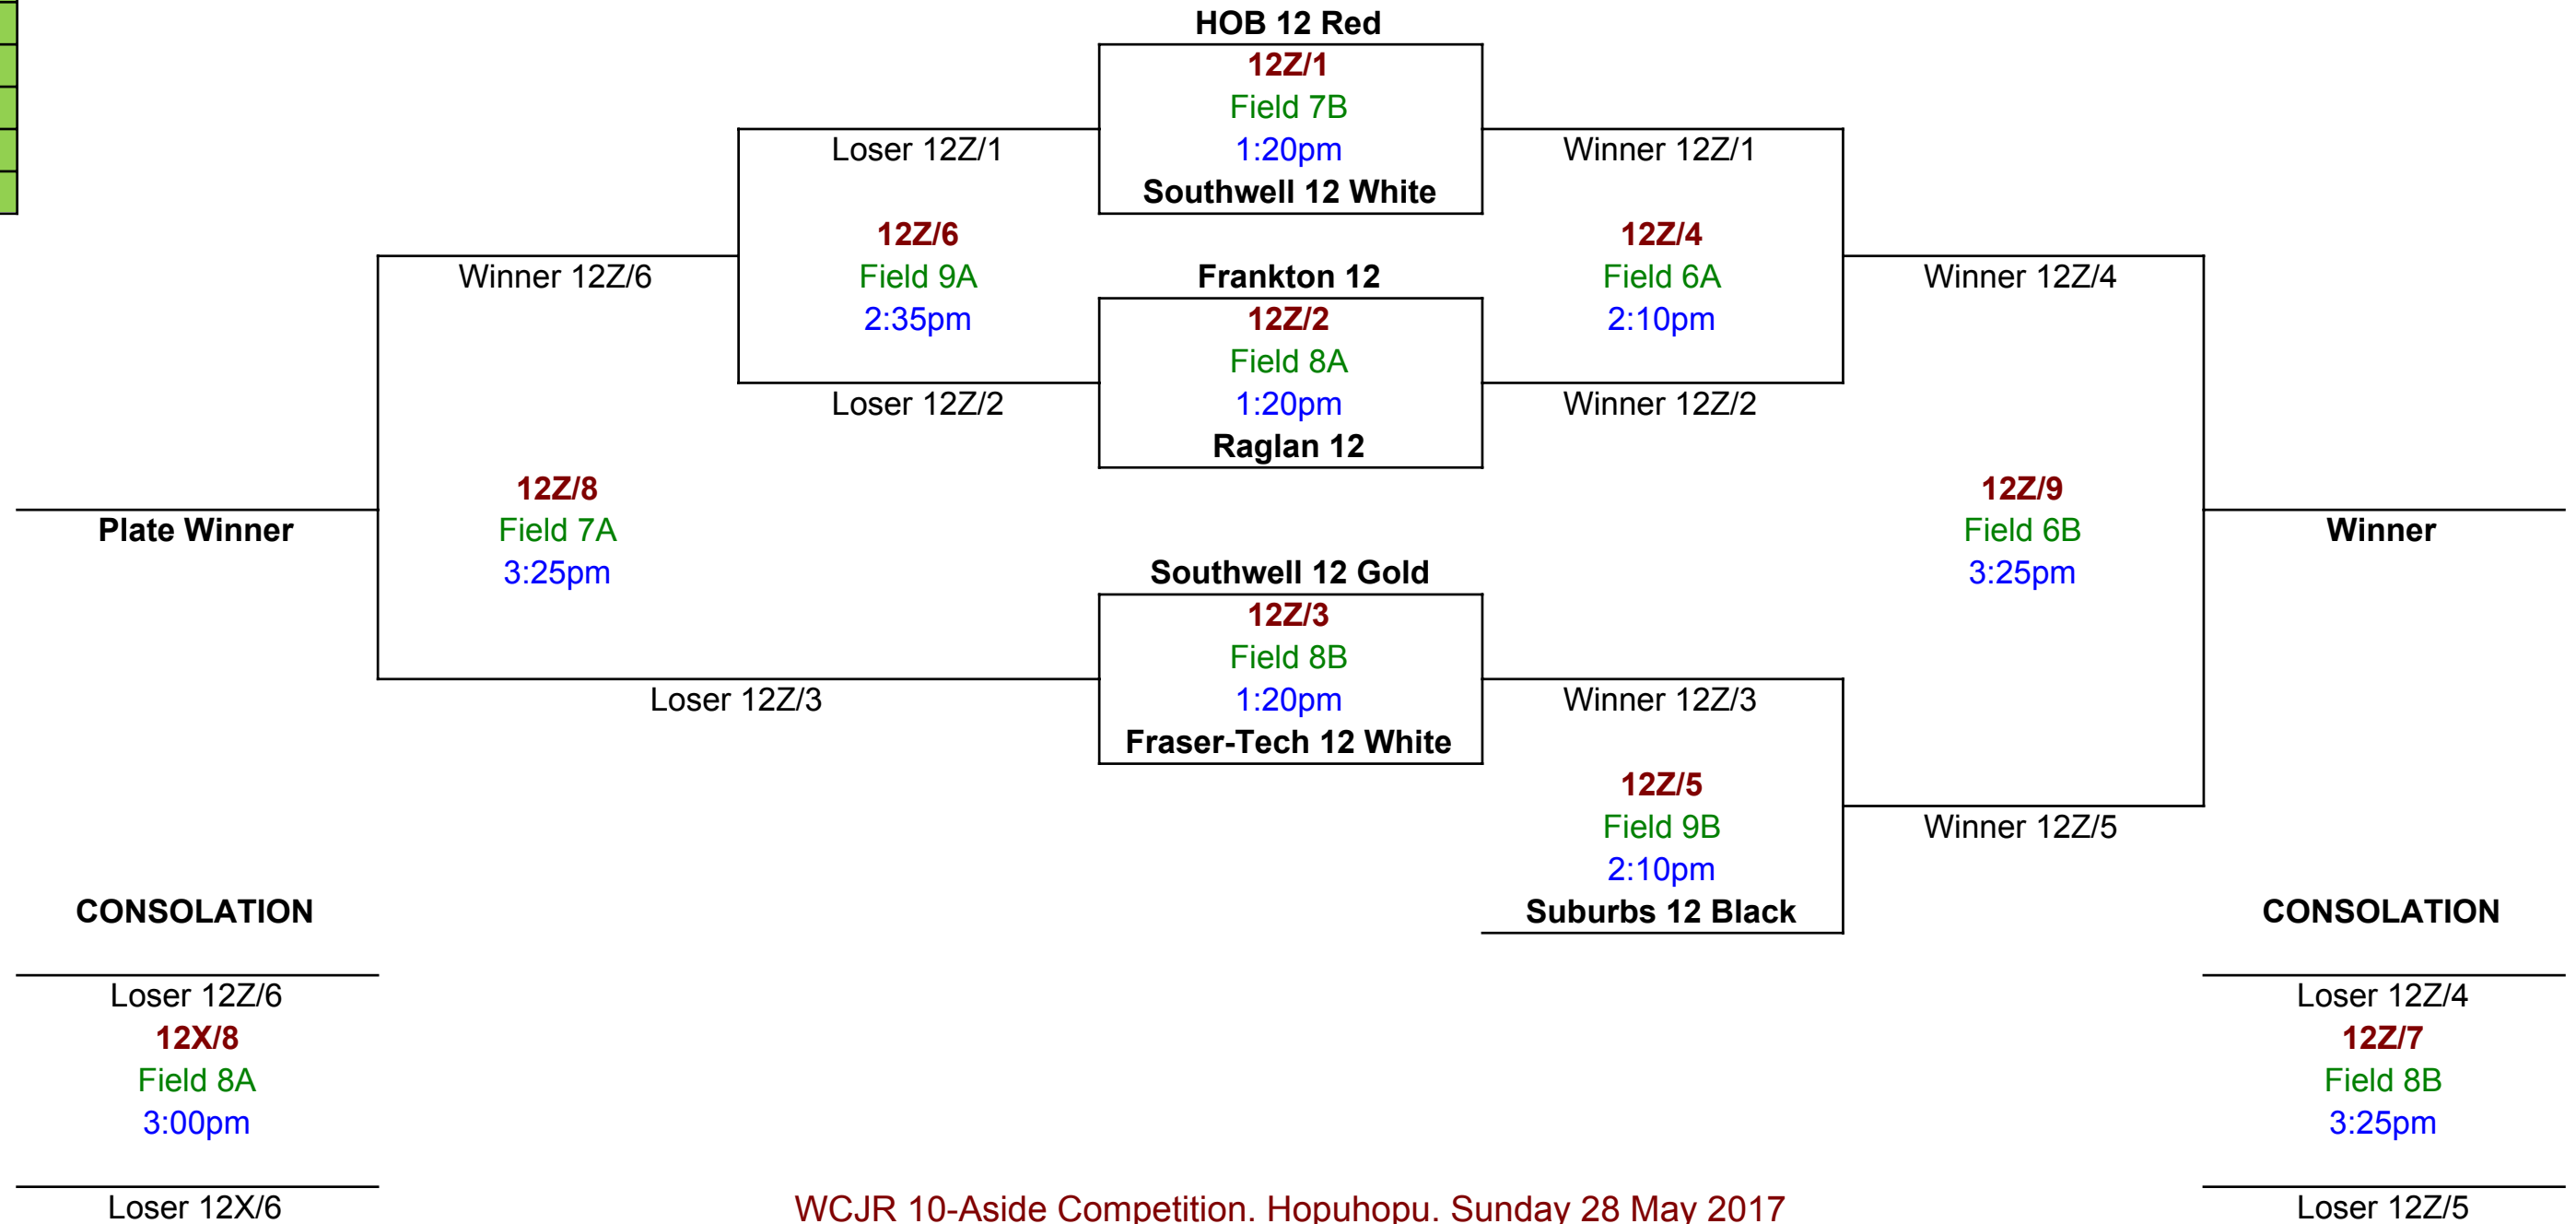 HOB 12 Red
12Z/1
Field 7B
Loser 12Z/1
1:20pm
Winner 12Z/1
Southwell 12 White
12Z/6
12Z/4
Winner 12Z/6
Field 9A
Frankton 12
Field 6A
Winner 12Z/4
2:35pm
12Z/2
2:10pm
Field 8A
Loser 12Z/2
1:20pm
Winner 12Z/2
Raglan 12
12Z/8
12Z/9
Plate Winner
Field 7A
Field 6B
Winner
3:25pm
Southwell 12 Gold
3:25pm
12Z/3
Field 8B
Loser 12Z/3
1:20pm
Winner 12Z/3
Fraser-Tech 12 White
12Z/5
Field 9B
Winner 12Z/5
2:10pm
CONSOLATION
Suburbs 12 Black
CONSOLATION
Loser 12Z/6
Loser 12Z/4
12X/8
12Z/7
Field 8A
Field 8B
3:00pm
3:25pm
Loser 12X/6
WCJR 10-Aside Competition. Hopuhopu. Sunday 28 May 2017
Loser 12Z/5